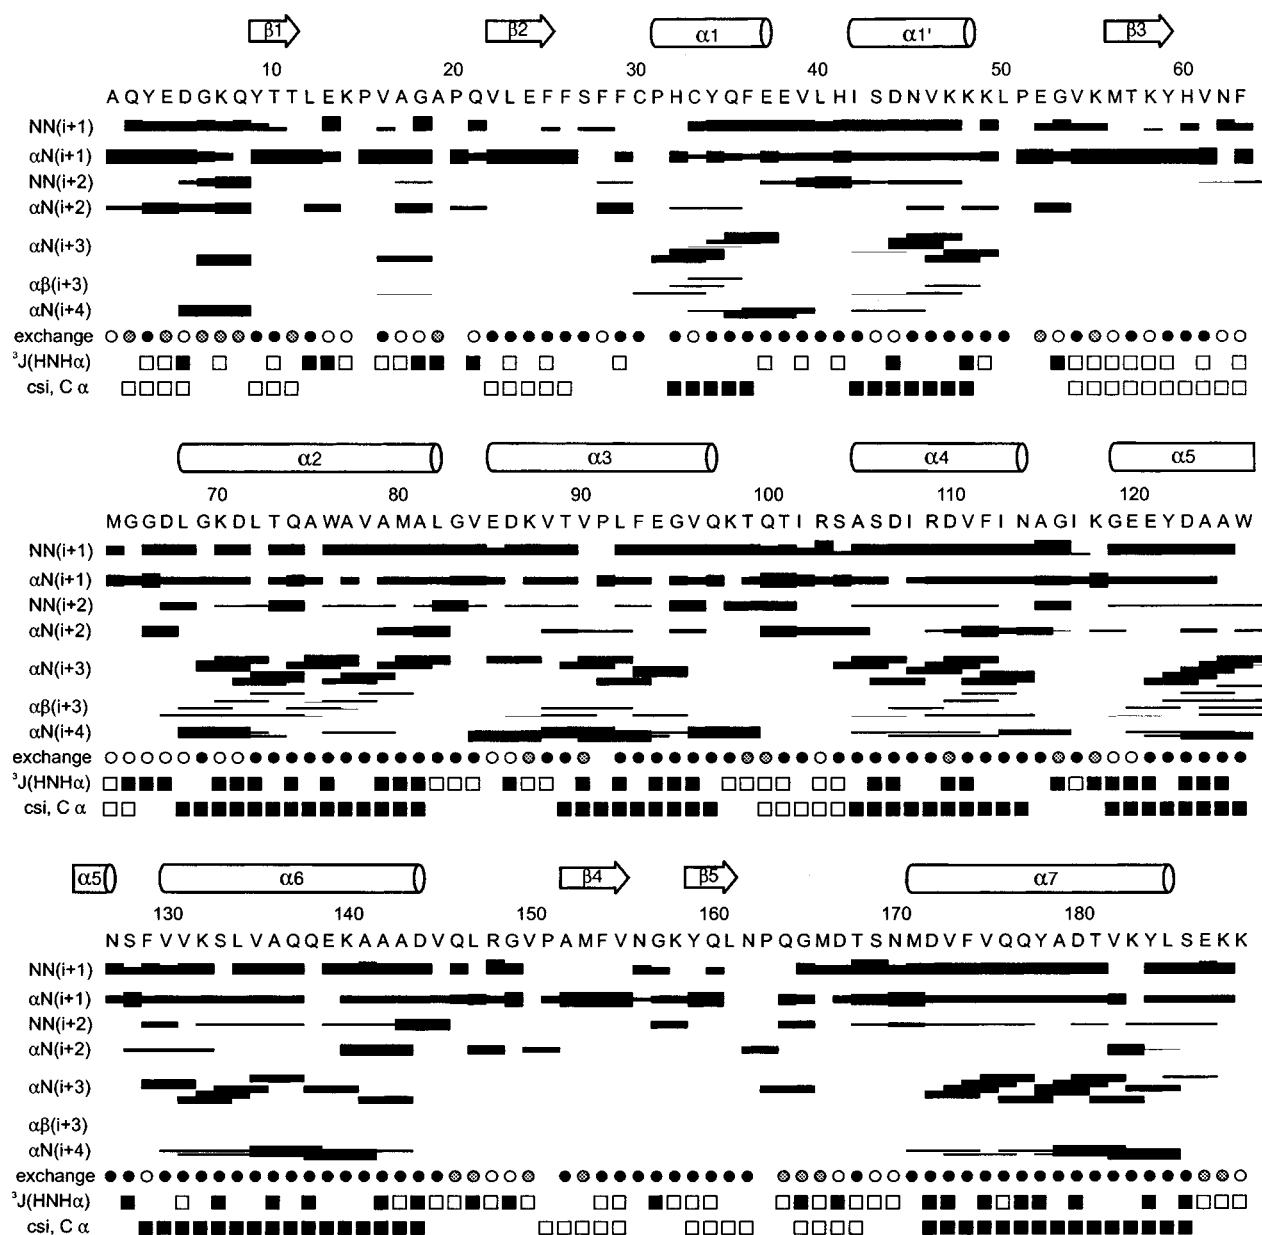 β1 β2 α1 α1' β3
10 20 30 40 50 60
A Q Y E D G K Q Y T T L E K P V A G A P Q V L E F F S F F C P H C Y Q F E E V L H I S D N V K K K L P E G V K M T K Y H V N F
NN(i+1)
αN(i+1)
NN(i+2)
αN(i+2)
αN(i+3)
αβ(i+3)
αN(i+4)
exchange
³J(HNHα)
csi, C α
α2 α3 α4 α5
70 80 90 100 110 120
M G G D L G K D L T Q A W A V A M A L G V E D K V T V P L F E G V Q K T Q T I R S A S D I R D V F I N A G I K G E E Y D A A W
NN(i+1)
αN(i+1)
NN(i+2)
αN(i+2)
αN(i+3)
αβ(i+3)
αN(i+4)
exchange
³J(HNHα)
csi, C α
α5 α6 β4 β5 α7
130 140 150 160 170 180
N S F V V K S L V A Q Q E K A A A D V Q L R G V P A M F V N G K Y Q L N P Q G M D T S N M D V F V Q Q Y A D T V K Y L S E K K
NN(i+1)
αN(i+1)
NN(i+2)
αN(i+2)
αN(i+3)
αβ(i+3)
αN(i+4)
exchange
³J(HNHα)
csi, C α